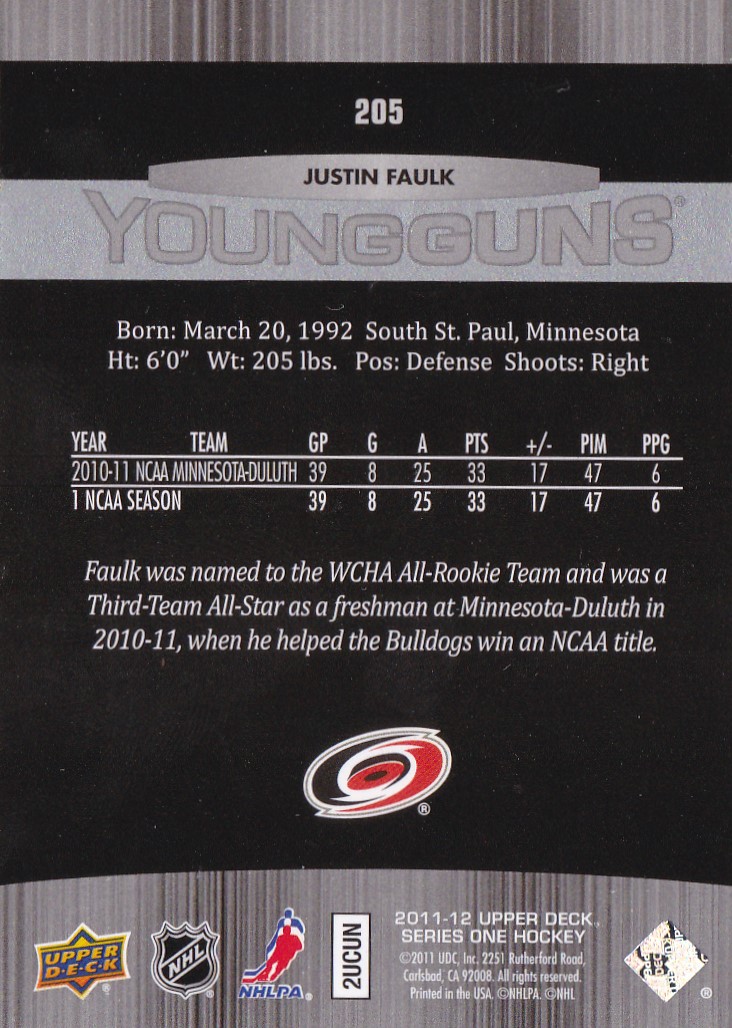 205
JUSTIN FAULK
YOUNGGUNS®
Born: March 20, 1992 South St. Paul, Minnesota
Ht: 6'0" Wt: 205 lbs. Pos: Defense Shoots: Right
YEAR TEAM GP G A PTS +/- PIM PPG
2010-11 NCAA MINNESOTA-DULUTH 39 8 25 33 17 47 6
1 NCAA SEASON 39 8 25 33 17 47 6
Faulk was named to the WCHA All-Rookie Team and was a
Third-Team All-Star as a freshman at Minnesota-Duluth in
2010-11, when he helped the Bulldogs win an NCAA title.
®
UPPER
D·E·C·K
®
NHL
®
NHLPA®
2UCUN
2011-12 UPPER DECK
SERIES ONE HOCKEY
©2011 UDC, Inc. 2251 Rutherford Road,
Carlsbad, CA 92008. All rights reserved.
Printed in the USA. ©NHLPA. ©NHL
®